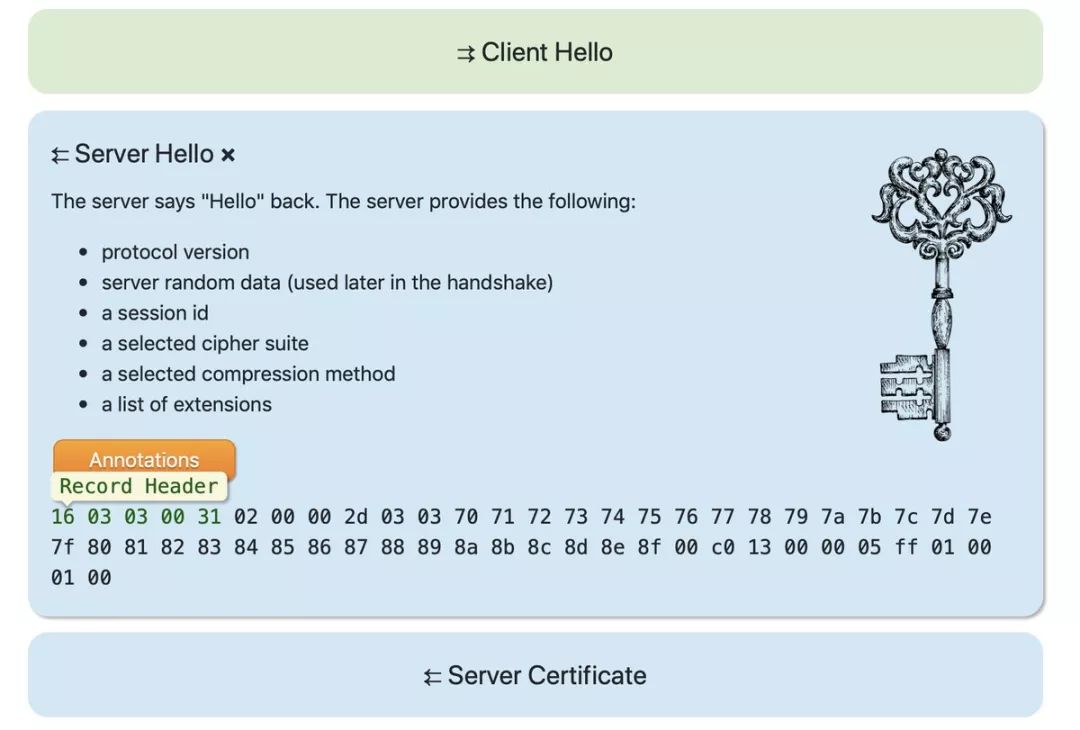 ⇉ Client Hello
⇇ Server Hello ×
The server says "Hello" back. The server provides the following:
• protocol version
• server random data (used later in the handshake)
• a session id
• a selected cipher suite
• a selected compression method
• a list of extensions
Annotations
Record Header
16 03 03 00 31 02 00 00 2d 03 03 70 71 72 73 74 75 76 77 78 79 7a 7b 7c 7d 7e
7f 80 81 82 83 84 85 86 87 88 89 8a 8b 8c 8d 8e 8f 00 c0 13 00 00 05 ff 01 00
01 00
⇇ Server Certificate